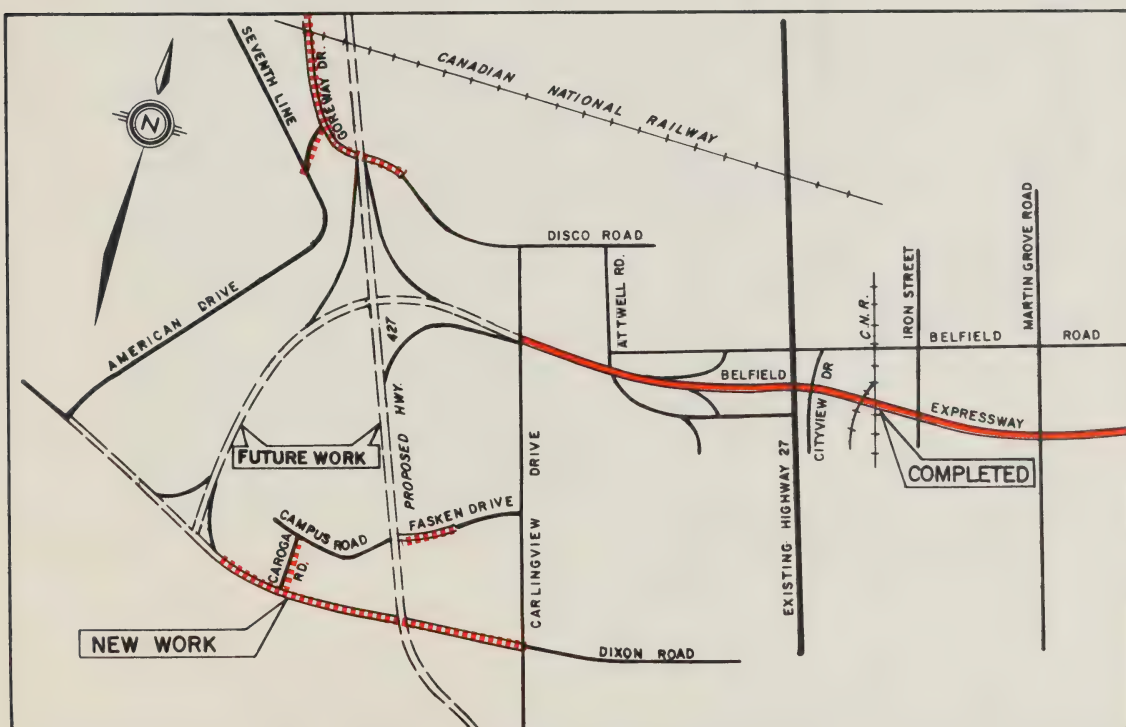 SEVENTH LINE
GOREWAY DR.
CANADIAN NATIONAL RAILWAY
N
DISCO ROAD
ATTWELL RD.
AMERICAN DRIVE
PROPOSED HWY. 427
C.N.R.
IRON STREET
MARTIN GROVE ROAD
BELFIELD ROAD
BELFIELD EXPRESSWAY
CITYVIEW DR
FUTURE WORK
COMPLETED
CARLINGVIEW DRIVE
EXISTING HIGHWAY 27
CAMPUS ROAD
FASKEN DRIVE
CAROGA RD.
NEW WORK
DIXON ROAD